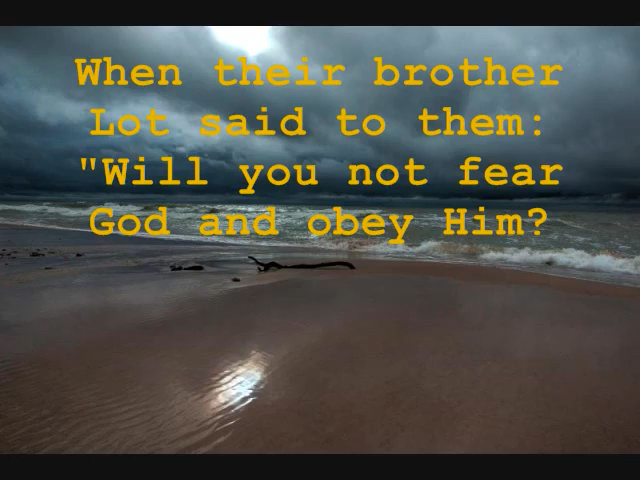 When their brother
Lot said to them:
"Will you not fear
God and obey Him?